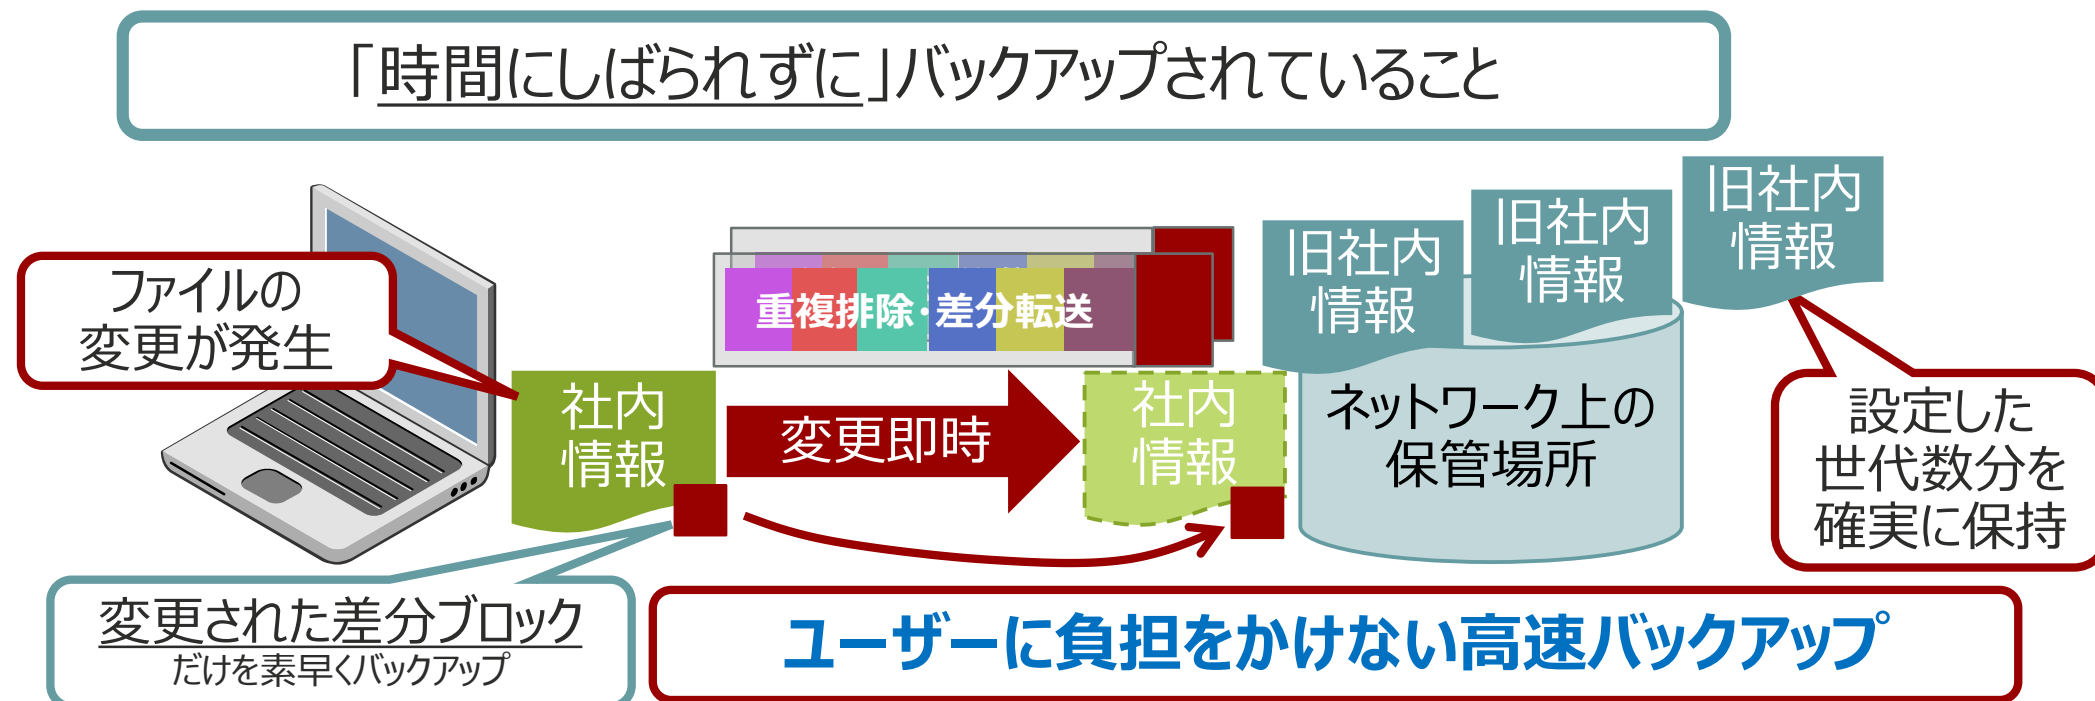 「時間にしばられずに」バックアップされていること
旧社内
情報
旧社内
情報
旧社内
情報
ファイルの
変更が発生
重複排除・差分転送
社内
情報
変更即時
社内
情報
ネットワーク上の
保管場所
設定した
世代数分を
確実に保持
変更された差分ブロック
だけを素早くバックアップ
ユーザーに負担をかけない高速バックアップ